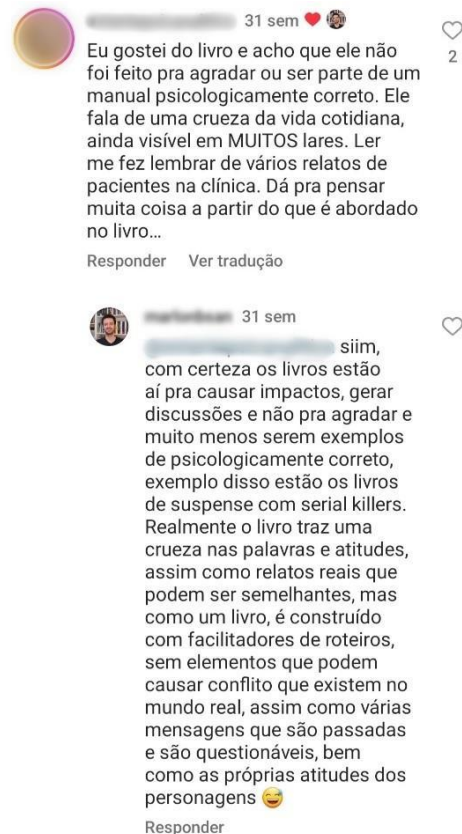 31 sem
2
Eu gostei do livro e acho que ele não
foi feito pra agradar ou ser parte de um
manual psicologicamente correto. Ele
fala de uma crueza da vida cotidiana,
ainda visível em MUITOS lares. Ler
me fez lembrar de vários relatos de
pacientes na clínica. Dá pra pensar
muita coisa a partir do que é abordado
no livro...
Responder Ver tradução
31 sem
siim,
com certeza os livros estão
aí pra causar impactos, gerar
discussões e não pra agradar e
muito menos serem exemplos
de psicologicamente correto,
exemplo disso estão os livros
de suspense com serial killers.
Realmente o livro traz uma
crueza nas palavras e atitudes,
assim como relatos reais que
podem ser semelhantes, mas
como um livro, é construído
com facilitadores de roteiros,
sem elementos que podem
causar conflito que existem no
mundo real, assim como várias
mensagens que são passadas
e são questionáveis, bem
como as próprias atitudes dos
personagens 😅
Responder